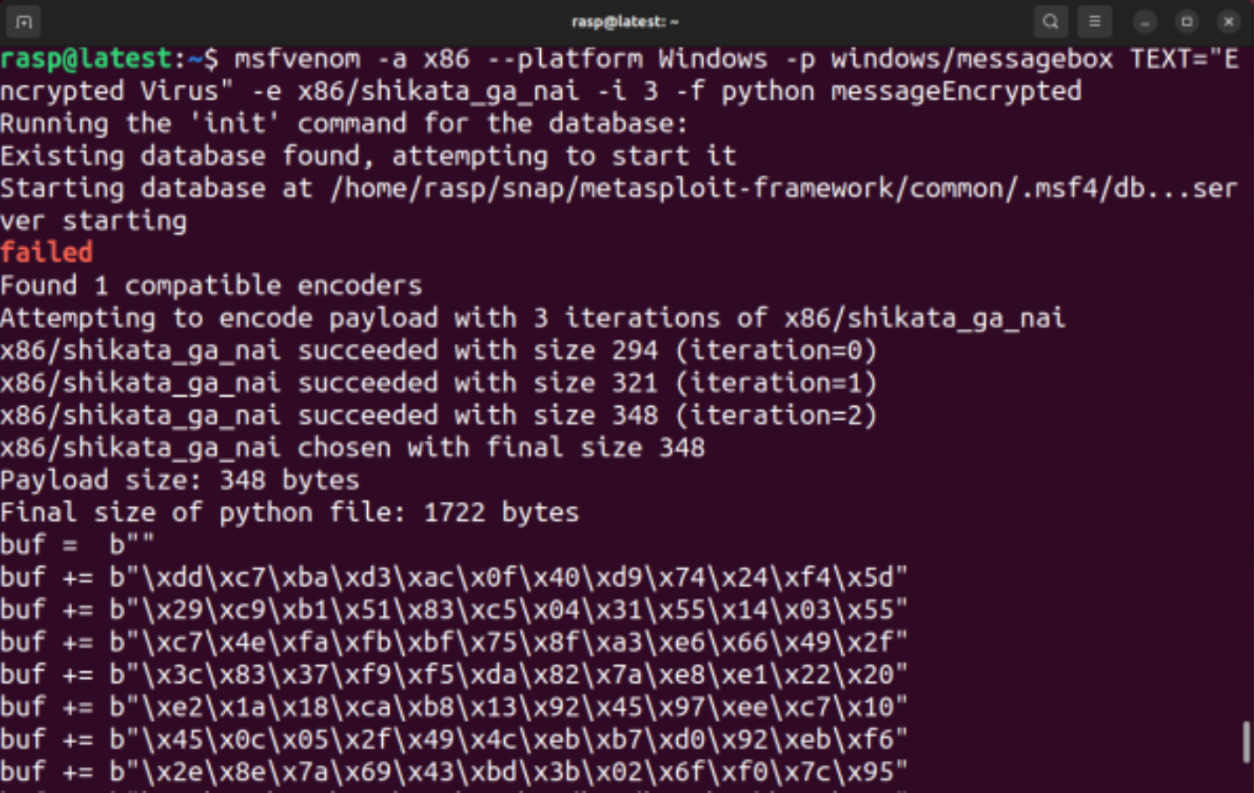 rasp@latest: ~
rasp@latest:~$ msfvenom -a x86 --platform Windows -p windows/messagebox TEXT="E
ncrypted Virus" -e x86/shikata_ga_nai -i 3 -f python messageEncrypted
Running the 'init' command for the database:
Existing database found, attempting to start it
Starting database at /home/rasp/snap/metasploit-framework/common/.msf4/db...ser
ver starting
failed
Found 1 compatible encoders
Attempting to encode payload with 3 iterations of x86/shikata_ga_nai
x86/shikata_ga_nai succeeded with size 294 (iteration=0)
x86/shikata_ga_nai succeeded with size 321 (iteration=1)
x86/shikata_ga_nai succeeded with size 348 (iteration=2)
x86/shikata_ga_nai chosen with final size 348
Payload size: 348 bytes
Final size of python file: 1722 bytes
buf =  b""
buf += b"\xdd\xc7\xba\xd3\xac\x0f\x40\xd9\x74\x24\xf4\x5d"
buf += b"\x29\xc9\xb1\x51\x83\xc5\x04\x31\x55\x14\x03\x55"
buf += b"\xc7\x4e\xfa\xfb\xbf\x75\x8f\xa3\xe6\x66\x49\x2f"
buf += b"\x3c\x83\x37\xf9\xf5\xda\x82\x7a\xe8\xe1\x22\x20"
buf += b"\xe2\x1a\x18\xca\xb8\x13\x92\x45\x97\xee\xc7\x10"
buf += b"\x45\x0c\x05\x2f\x49\x4c\xeb\xb7\xd0\x92\xeb\xf6"
buf += b"\x2e\x8e\x7a\x69\x43\xbd\x3b\x02\x6f\xf0\x7c\x95"